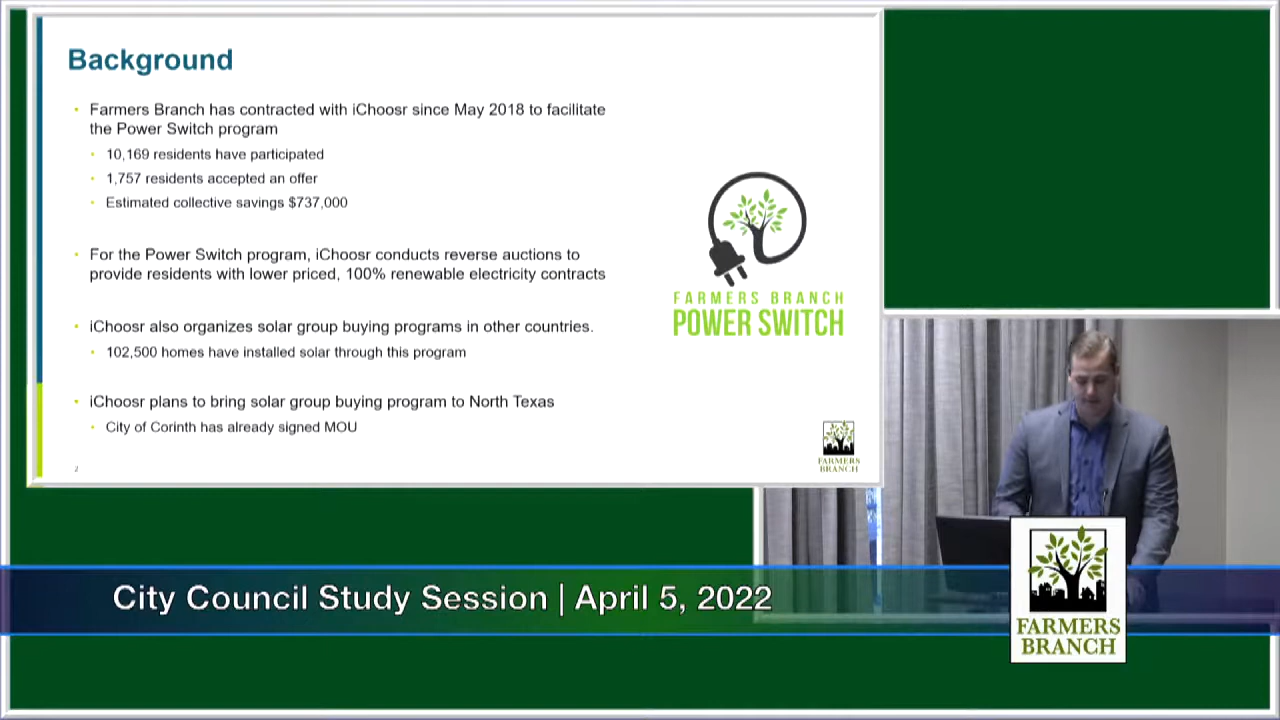 Background
Farmers Branch has contracted with iChoosr since May 2018 to facilitate
the Power Switch program
10,169 residents have participated
1,757 residents accepted an offer
Estimated collective savings $737,000
For the Power Switch program, iChoosr conducts reverse auctions to
provide residents with lower priced, 100% renewable electricity contracts
iChoosr also organizes solar group buying programs in other countries.
102,500 homes have installed solar through this program
iChoosr plans to bring solar group buying program to North Texas
City of Corinth has already signed MOU
2
FARMERS BRANCH
POWER SWITCH
FARMERS
BRANCH
City Council Study Session | April 5, 2022
FARMERS
BRANCH